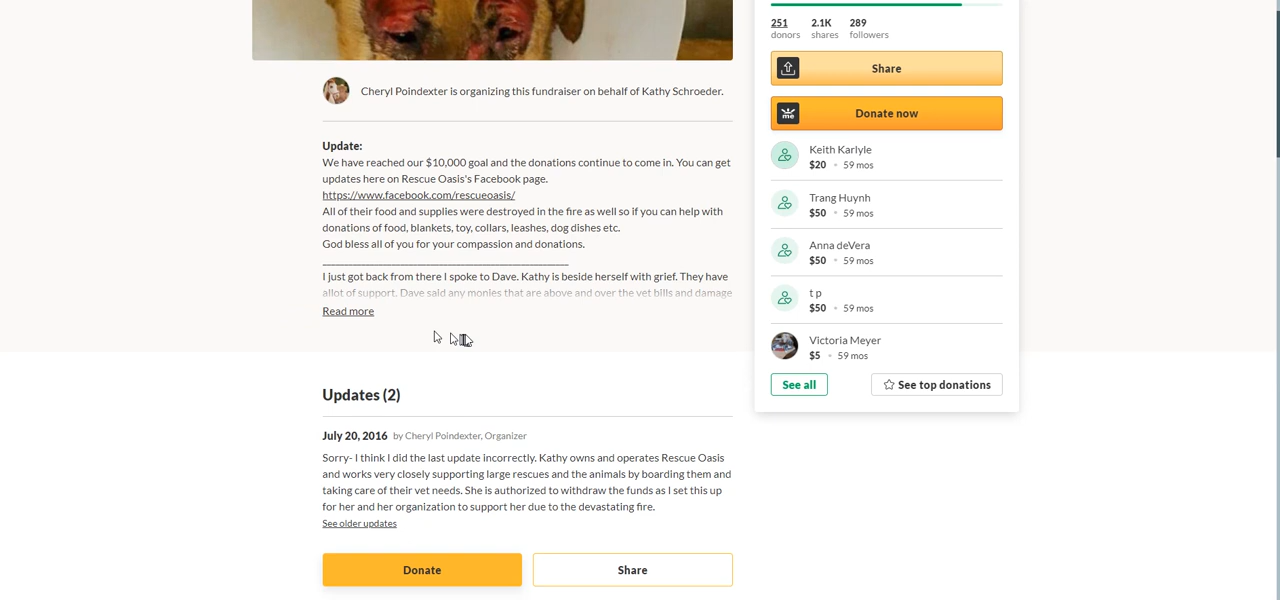 Cheryl Poindexter is organizing this fundraiser on behalf of Kathy Schroeder.
Update:
We have reached our $10,000 goal and the donations continue to come in. You can get
updates here on Rescue Oasis's Facebook page.
https://www.facebook.com/rescueoasis/
All of their food and supplies were destroyed in the fire as well so if you can help with
donations of food, blankets, toy, collars, leashes, dog dishes etc.
God bless all of you for your compassion and donations.
I just got back from there I spoke to Dave. Kathy is beside herself with grief. They have
allot of support. Dave said any monies that are above and over the vet bills and damage
Read more
Updates (2)
July 20, 2016 by Cheryl Poindexter, Organizer
Sorry- I think I did the last update incorrectly. Kathy owns and operates Rescue Oasis
and works very closely supporting large rescues and the animals by boarding them and
taking care of their vet needs. She is authorized to withdraw the funds as I set this up
for her and her organization to support her due to the devastating fire.
See older updates
Donate Share
251 2.1K 289
donors shares followers
Share
me Donate now
Keith Karlyle
$20 • 59 mos
Trang Huynh
$50 • 59 mos
Anna deVera
$50 • 59 mos
t p
$50 • 59 mos
Victoria Meyer
$5 • 59 mos
See all See top donations